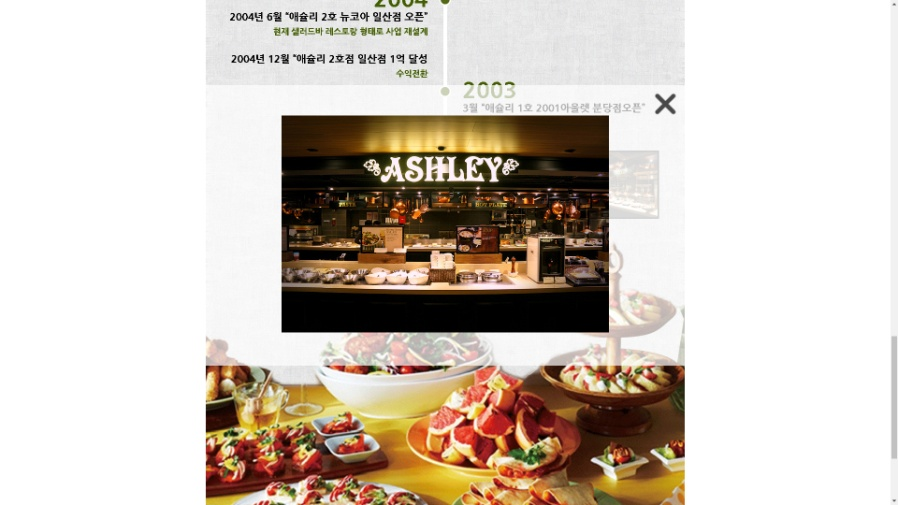 2004
2004년 6월 "애슐리 2호 뉴코아 일산점 오픈"
현재 샐러드바 레스토랑 형태로 사업 재설계
2004년 12월 "애슐리 2호점 일산점 1억 달성
수익전환
2003
3월 "애슐리 1호 2001아울렛 분당점오픈"
ASHLEY